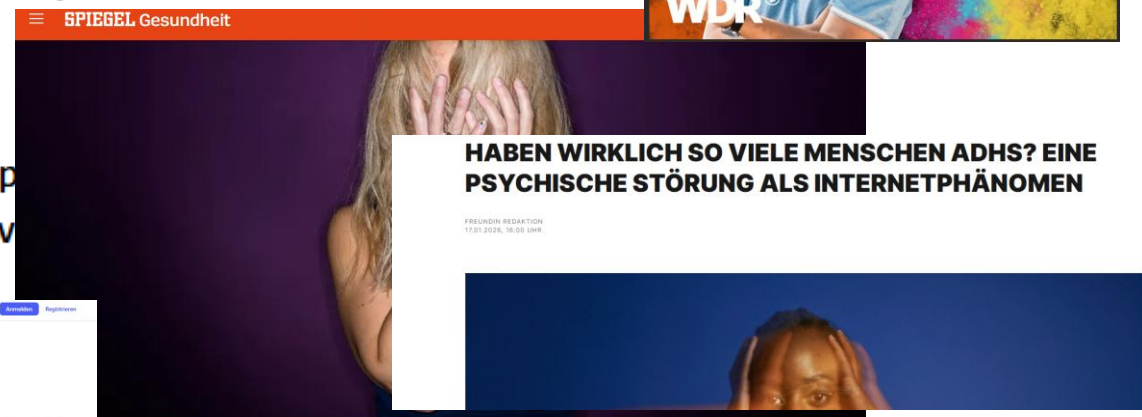 SPIEGEL Gesundheit
WDR
HABEN WIRKLICH SO VIELE MENSCHEN ADHS? EINE
PSYCHISCHE STÖRUNG ALS INTERNETPHÄNOMEN
FREUNDIN REDAKTION
17.01.2026, 16:00 UHR
p
v
Anmelden Registrieren